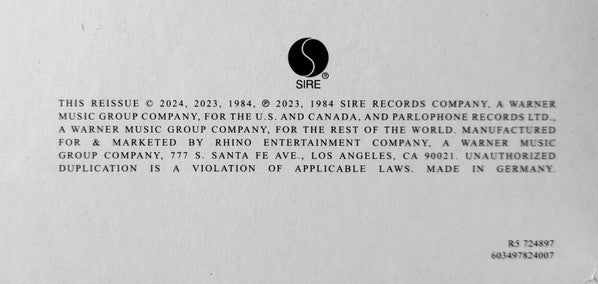 SIRE®
THIS REISSUE © 2024, 2023, 1984, ℗ 2023, 1984 SIRE RECORDS COMPANY, A WARNER
MUSIC GROUP COMPANY, FOR THE U.S. AND CANADA, AND PARLOPHONE RECORDS LTD.,
A WARNER MUSIC GROUP COMPANY, FOR THE REST OF THE WORLD. MANUFACTURED
FOR & MARKETED BY RHINO ENTERTAINMENT COMPANY, A WARNER MUSIC
GROUP COMPANY, 777 S. SANTA FE AVE., LOS ANGELES, CA 90021. UNAUTHORIZED
DUPLICATION IS A VIOLATION OF APPLICABLE LAWS. MADE IN GERMANY.
R5 724897
603497824007